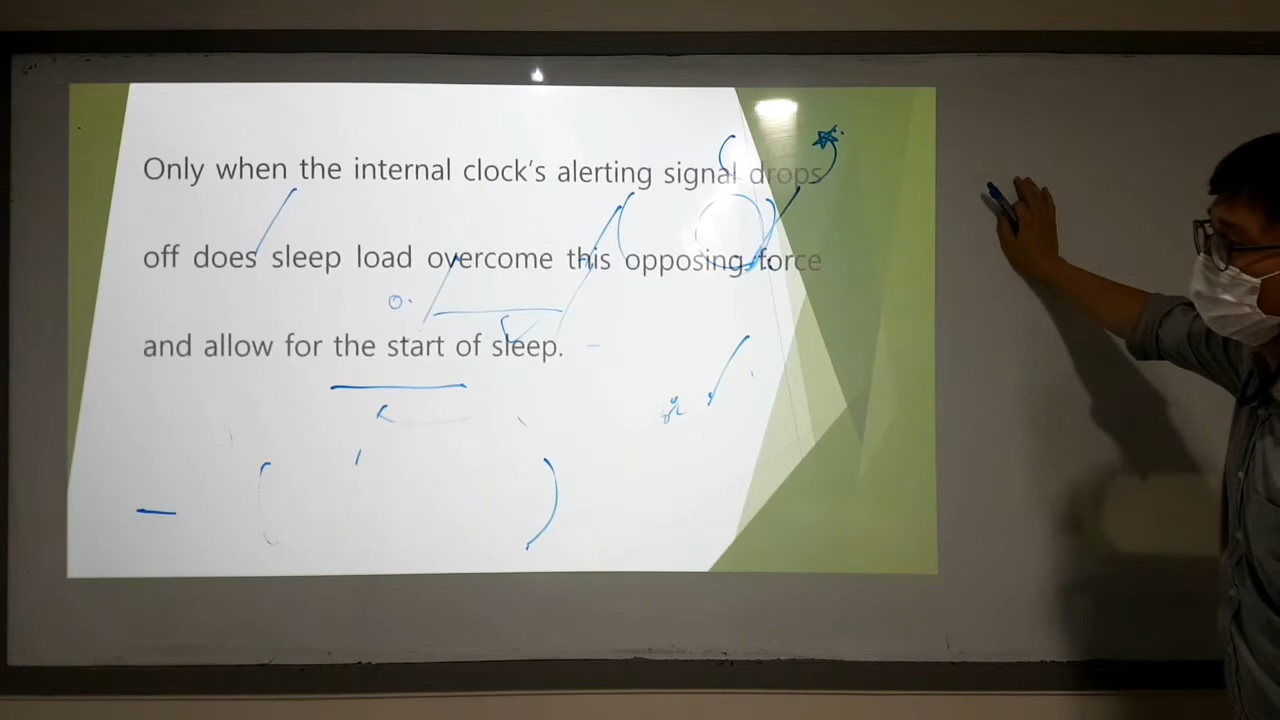 Only when the internal clock's alerting signal drops
off does sleep load overcome this opposing force
and allow for the start of sleep.